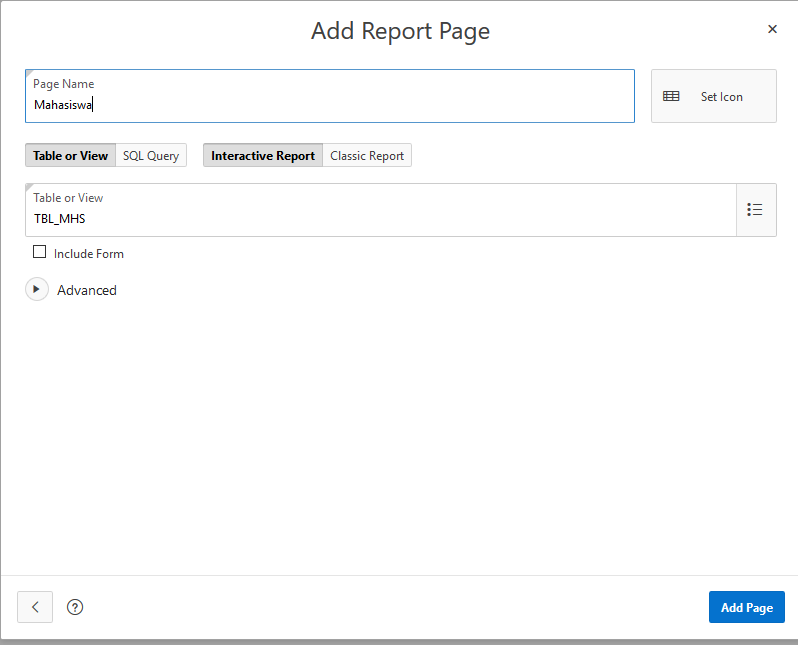 Add Report Page
Page Name
Mahasiswa
Set Icon
Table or View SQL Query Interactive Report Classic Report
Table or View
TBL_MHS
Include Form
Advanced
Add Page